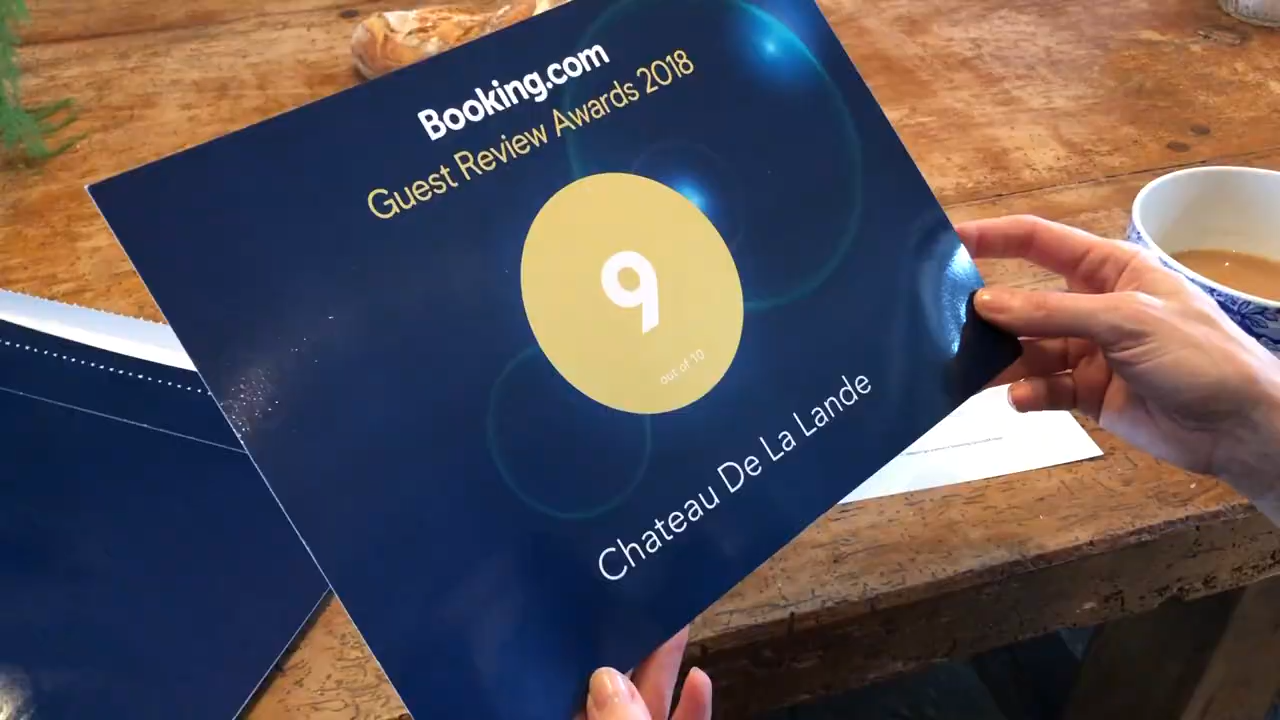 Booking.com
Guest Review Awards 2018
9
out of 10
Chateau De La Lande